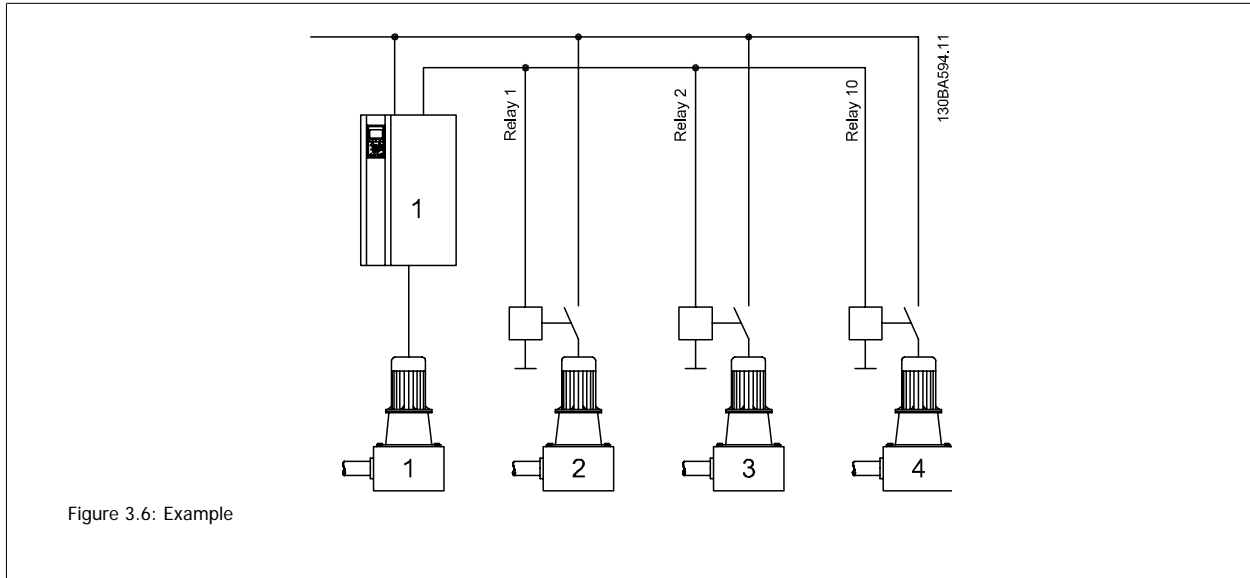 130BA594.11
Relay 1
Relay 2
Relay 10
1
1
2
3
4
Figure 3.6: Example